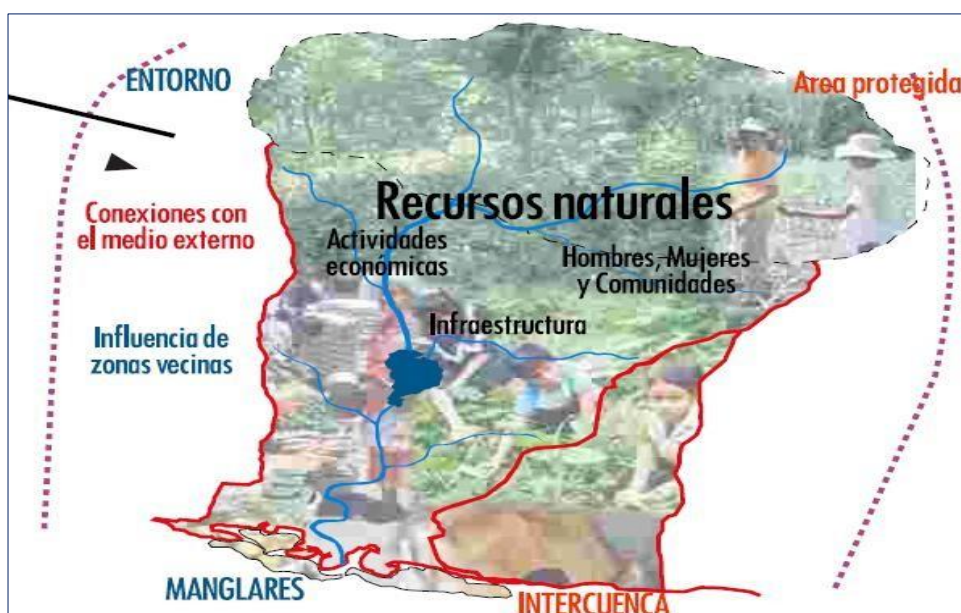 ENTORNO
Area protegida
Recursos naturales
Conexiones con
el medio externo
Actividades
económicas
Hombres, Mujeres
y Comunidades
Infraestructura
Influencia de
zonas vecinas
MANGLARES
INTERCUENCA